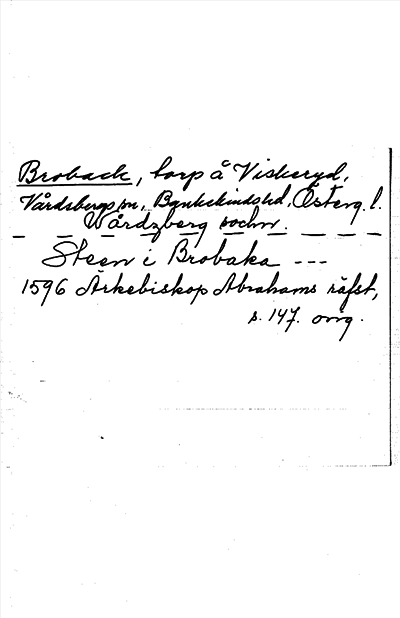 Broback, torp å Viskeryd,
Vårdsbergs sn, Bankekinds hd, Österg. l.
Wårdzberg sochn.
Steen i Brobaka ---
1596 Ärkebiskop Abrahams räfst,
s. 147. orig.